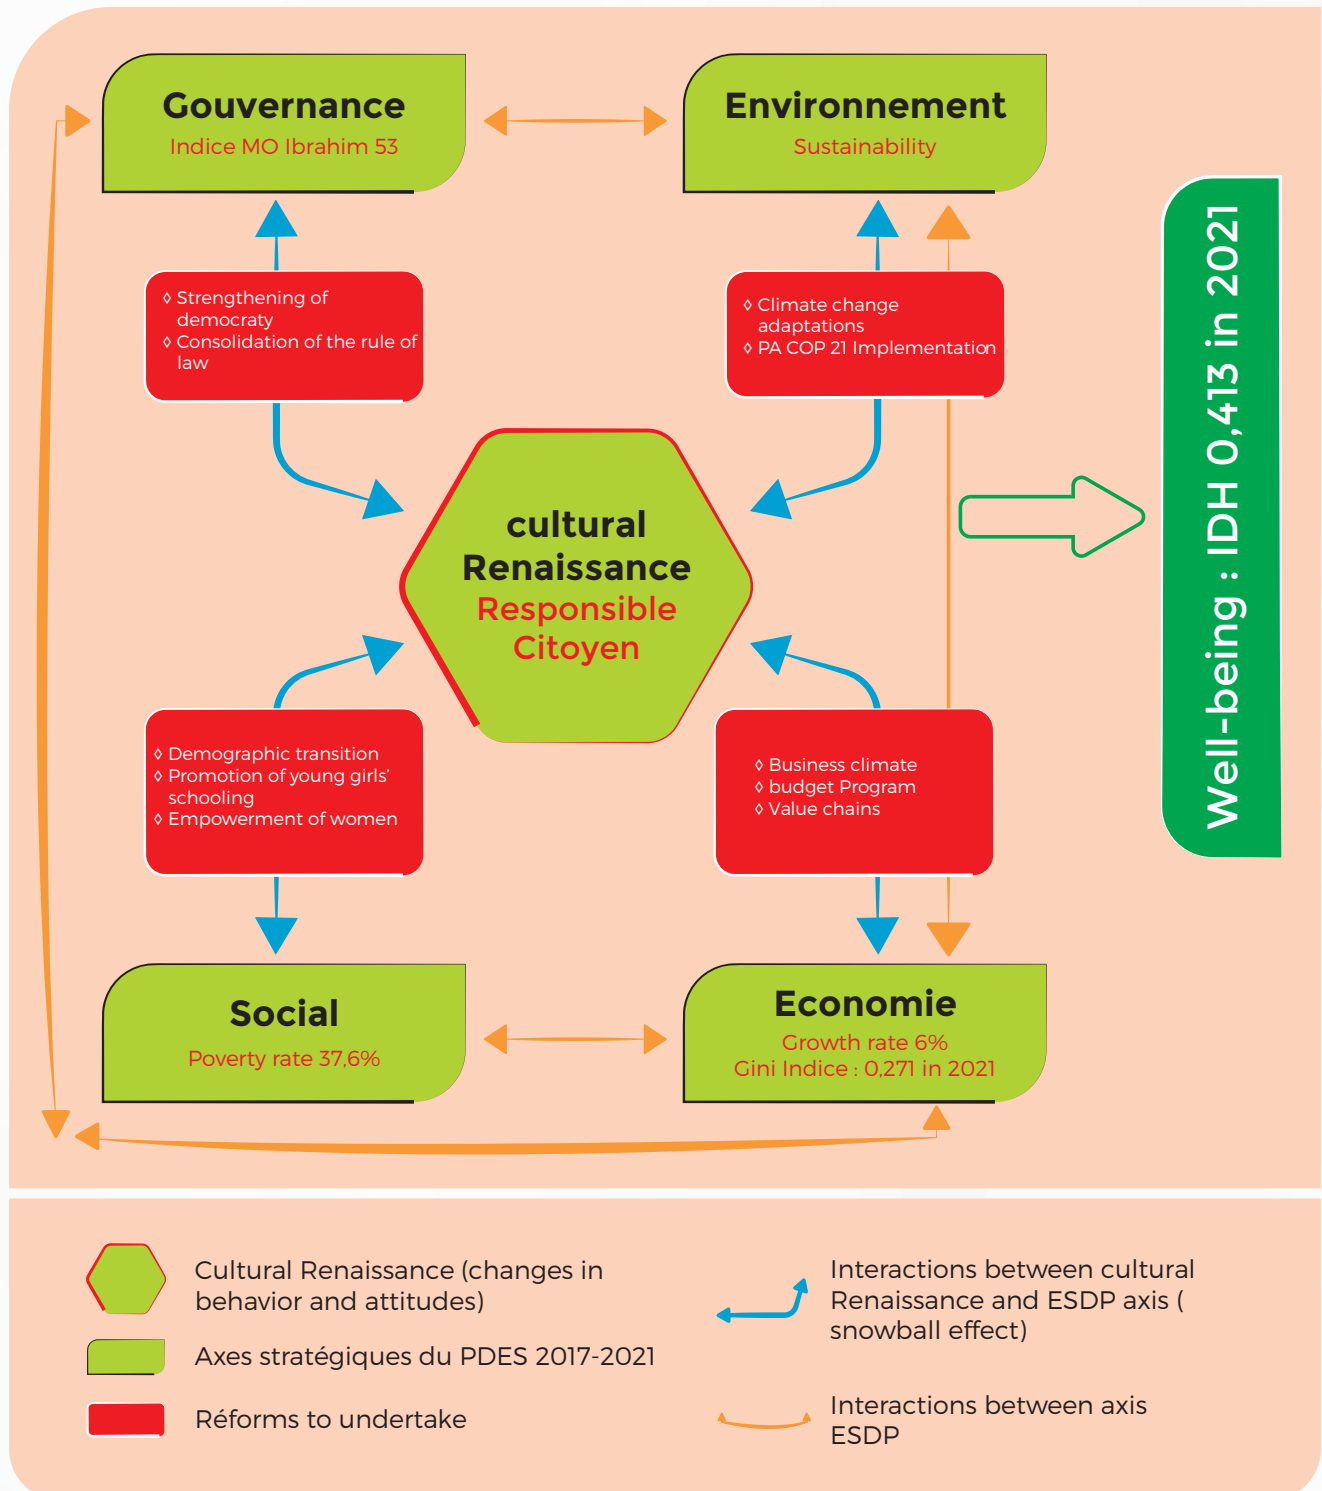 Gouvernance
Indice MO Ibrahim 53
Environnement
Sustainability
◊ Strengthening of
democraty
◊ Consolidation of the rule of
law
◊ Climate change
adaptations
◊ PA COP 21 Implementation
cultural
Renaissance
Responsible
Citoyen
Well-being : IDH 0,413 in 2021
◊ Demographic transition
◊ Promotion of young girls'
schooling
◊ Empowerment of women
◊ Business climate
◊ budget Program
◊ Value chains
Social
Poverty rate 37,6%
Economie
Growth rate 6%
Gini Indice : 0,271 in 2021
Cultural Renaissance (changes in
behavior and attitudes)
Axes stratégiques du PDES 2017-2021
Réforms to undertake
Interactions between cultural
Renaissance and ESDP axis (
snowball effect)
Interactions between axis
ESDP